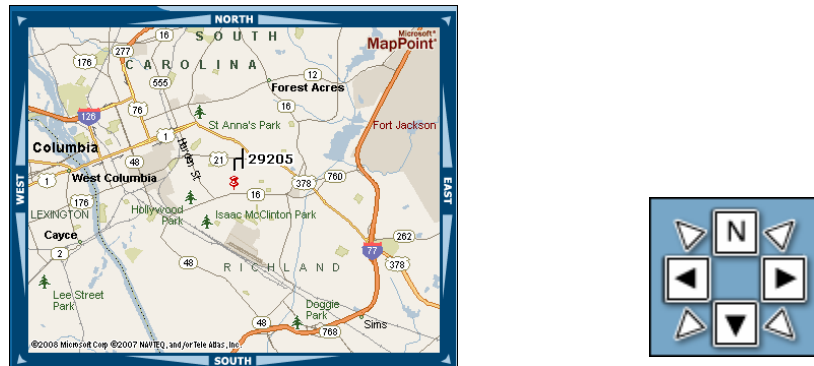 NORTH
Microsoft®
MapPoint®
SOUTH
CAROLINA
16
277
176
12
555
Forest Acres
16
76
126
St Anna's Park
Fort Jackson
1
Columbia
Harden St
48
21
29205
1
West Columbia
378
760
16
176
WEST
EAST
LEXINGTON
Hollywood
Park
Isaac McClinton Park
Cayce
262
2
77
48
RICHLAND
378
Lee Street
Park
Doggie
Park
48
Sims
768
©2008 Microsoft Corp ©2007 NAVTEQ, and/or Tele Atlas, Inc
SOUTH
N